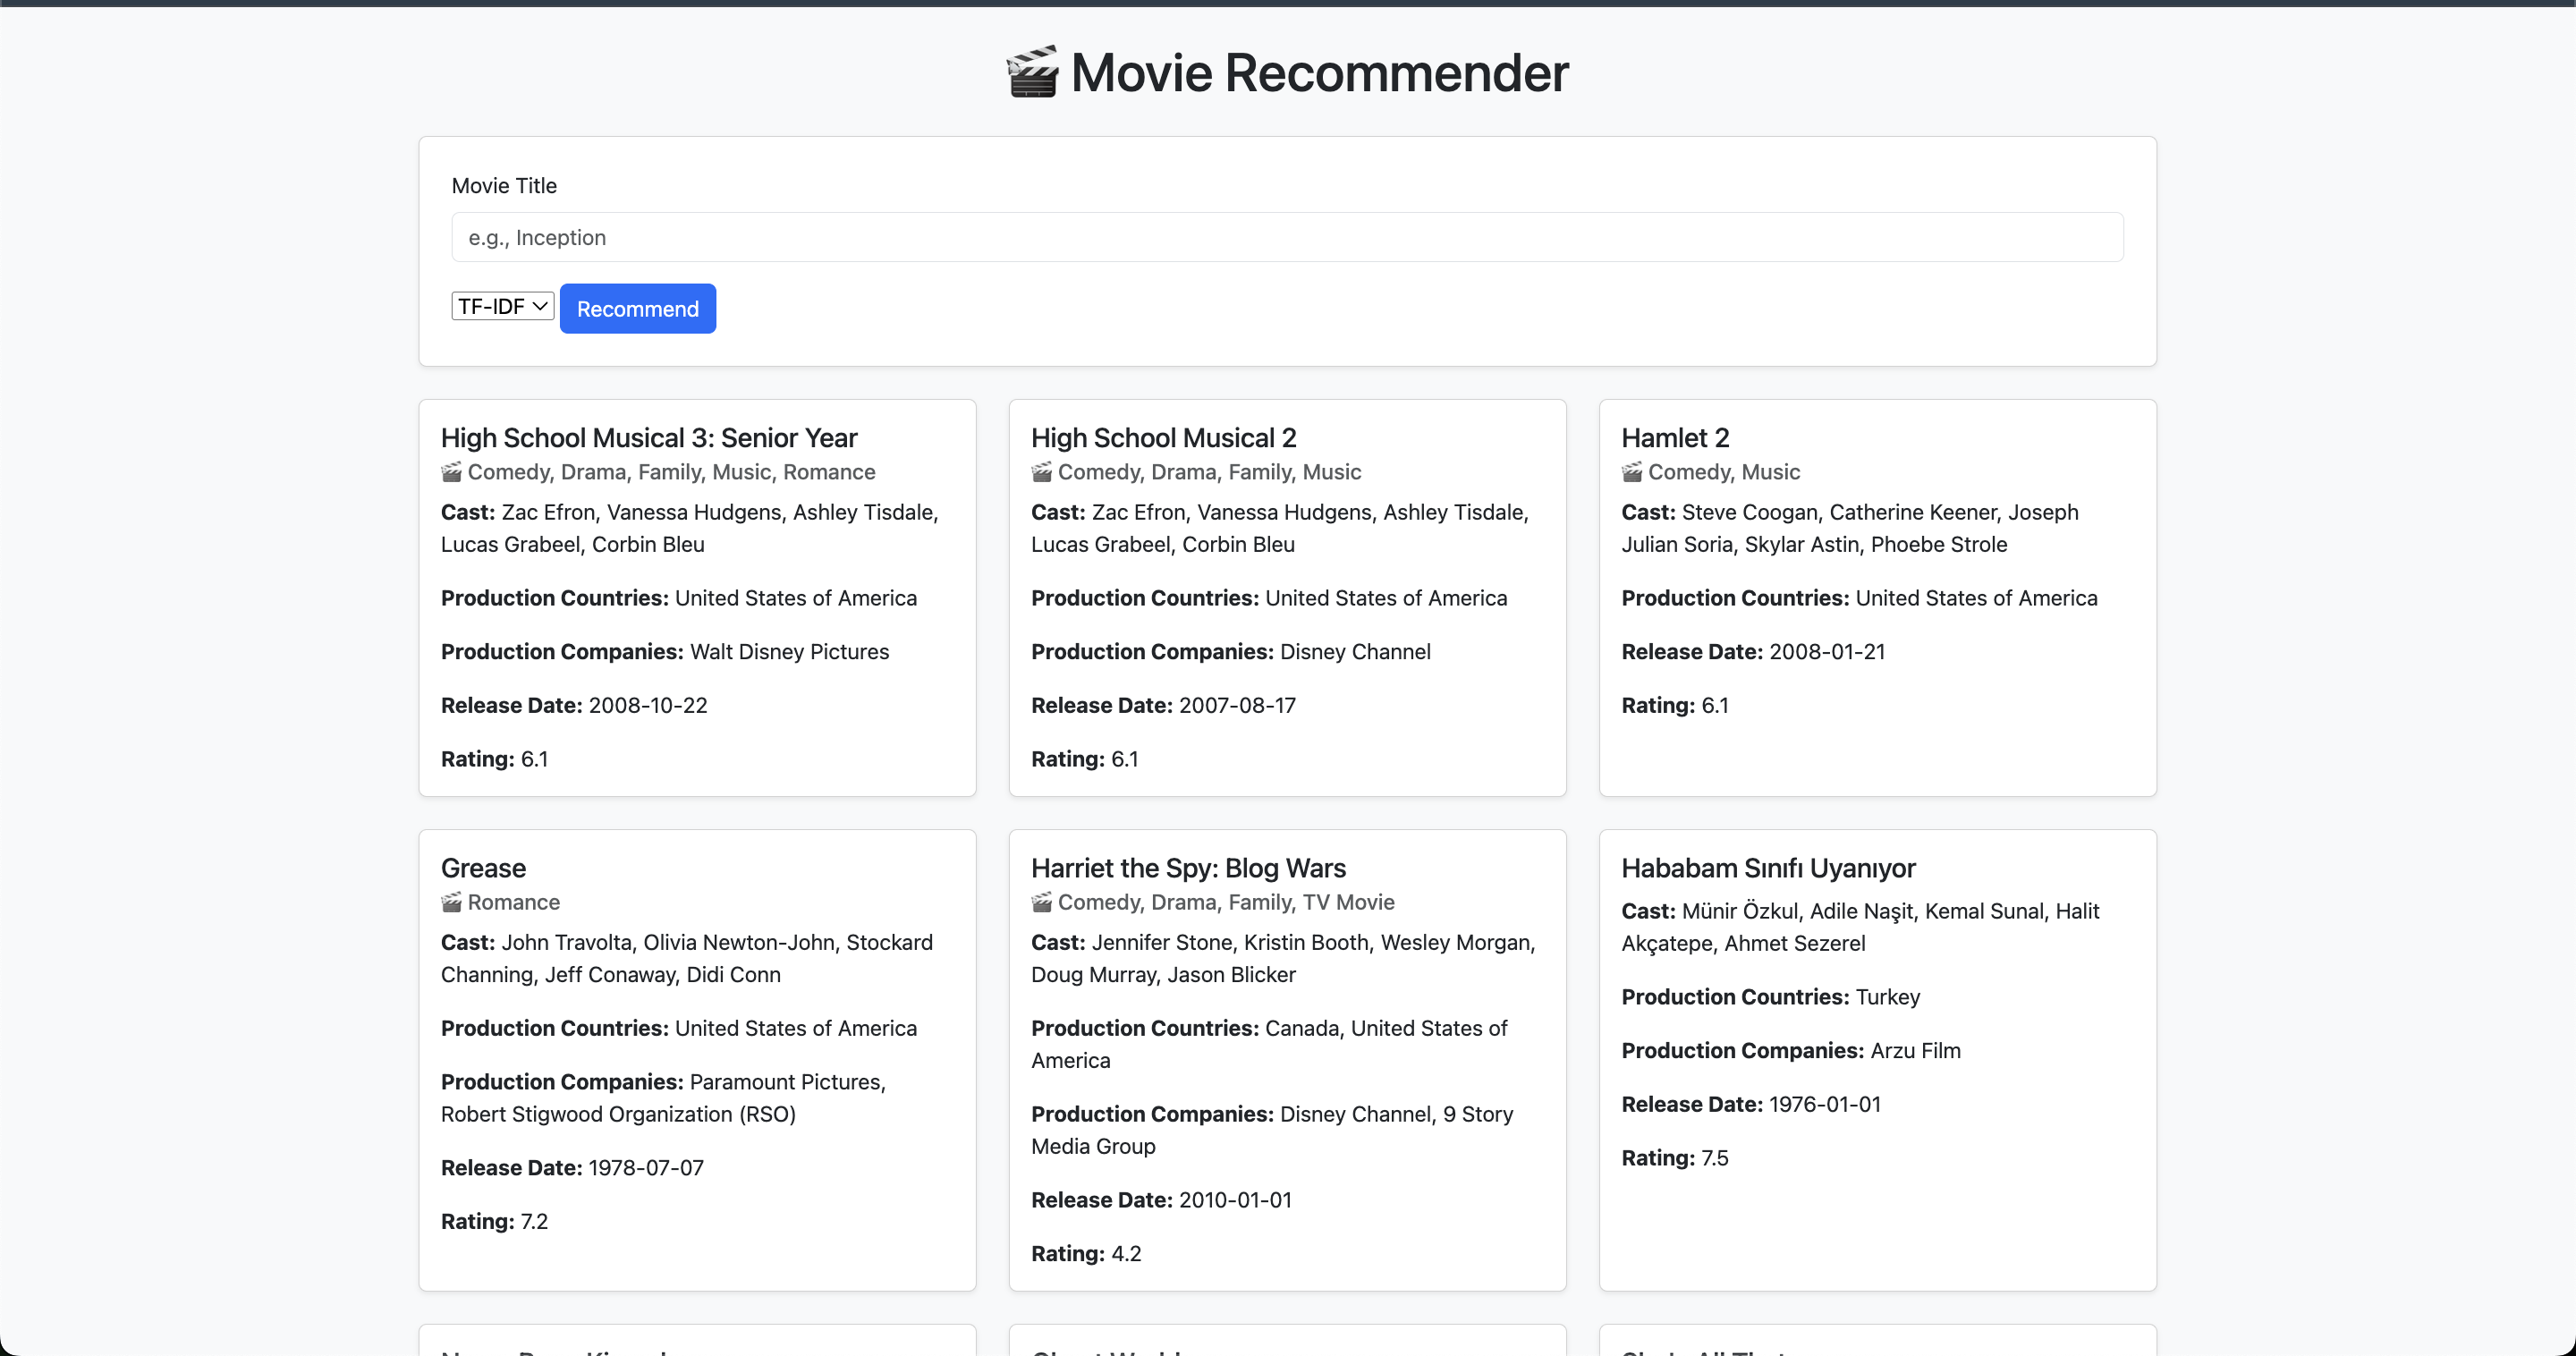 Movie Recommender
Movie Title
e.g., Inception
TF-IDF
Recommend
High School Musical 3: Senior Year
Comedy, Drama, Family, Music, Romance
Cast: Zac Efron, Vanessa Hudgens, Ashley Tisdale,
Lucas Grabeel, Corbin Bleu
Production Countries: United States of America
Production Companies: Walt Disney Pictures
Release Date: 2008-10-22
Rating: 6.1
High School Musical 2
Comedy, Drama, Family, Music
Cast: Zac Efron, Vanessa Hudgens, Ashley Tisdale,
Lucas Grabeel, Corbin Bleu
Production Countries: United States of America
Production Companies: Disney Channel
Release Date: 2007-08-17
Rating: 6.1
Hamlet 2
Comedy, Music
Cast: Steve Coogan, Catherine Keener, Joseph
Julian Soria, Skylar Astin, Phoebe Strole
Production Countries: United States of America
Release Date: 2008-01-21
Rating: 6.1
Grease
Romance
Cast: John Travolta, Olivia Newton-John, Stockard
Channing, Jeff Conaway, Didi Conn
Production Countries: United States of America
Production Companies: Paramount Pictures,
Robert Stigwood Organization (RSO)
Release Date: 1978-07-07
Rating: 7.2
Harriet the Spy: Blog Wars
Comedy, Drama, Family, TV Movie
Cast: Jennifer Stone, Kristin Booth, Wesley Morgan,
Doug Murray, Jason Blicker
Production Countries: Canada, United States of
America
Production Companies: Disney Channel, 9 Story
Media Group
Release Date: 2010-01-01
Rating: 4.2
Hababam Sınıfı Uyanıyor
Cast: Münir Özkul, Adile Naşit, Kemal Sunal, Halit
Akçatepe, Ahmet Sezerel
Production Countries: Turkey
Production Companies: Arzu Film
Release Date: 1976-01-01
Rating: 7.5